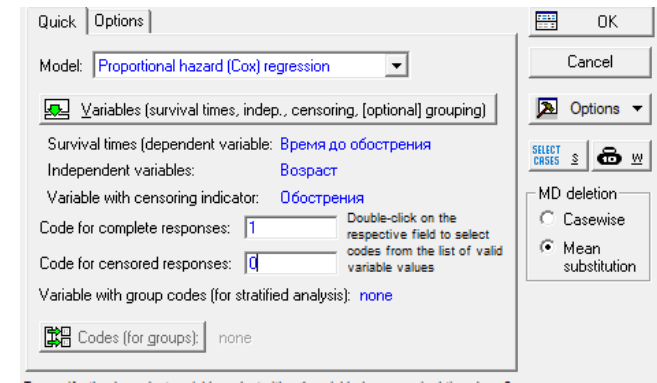 Quick
Options
OK
Model: Proportional hazard (Cox) regression
Cancel
Variables (survival times, indep., censoring, [optional] grouping)
Options
Survival times (dependent variable: Время до обострения
SELECT CASES S W
Independent variables: Возраст
Variable with censoring indicator: Обострения
MD deletion
Code for complete responses: 1
Double-click on the
respective field to select
codes from the list of valid
variable values
Casewise
Code for censored responses: 0
Mean
substitution
Variable with group codes (for stratified analysis): none
Codes (for groups): none